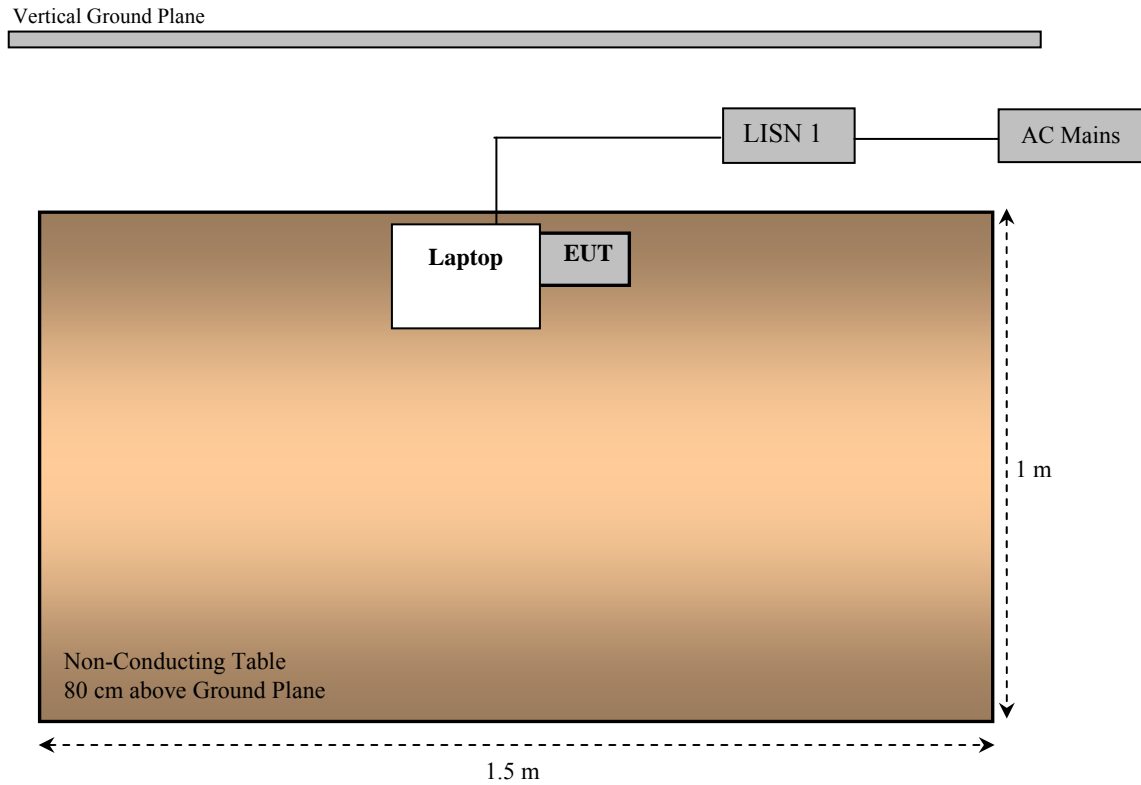 Vertical Ground Plane
LISN 1
AC Mains
Laptop
EUT
1 m
Non-Conducting Table
80 cm above Ground Plane
1.5 m